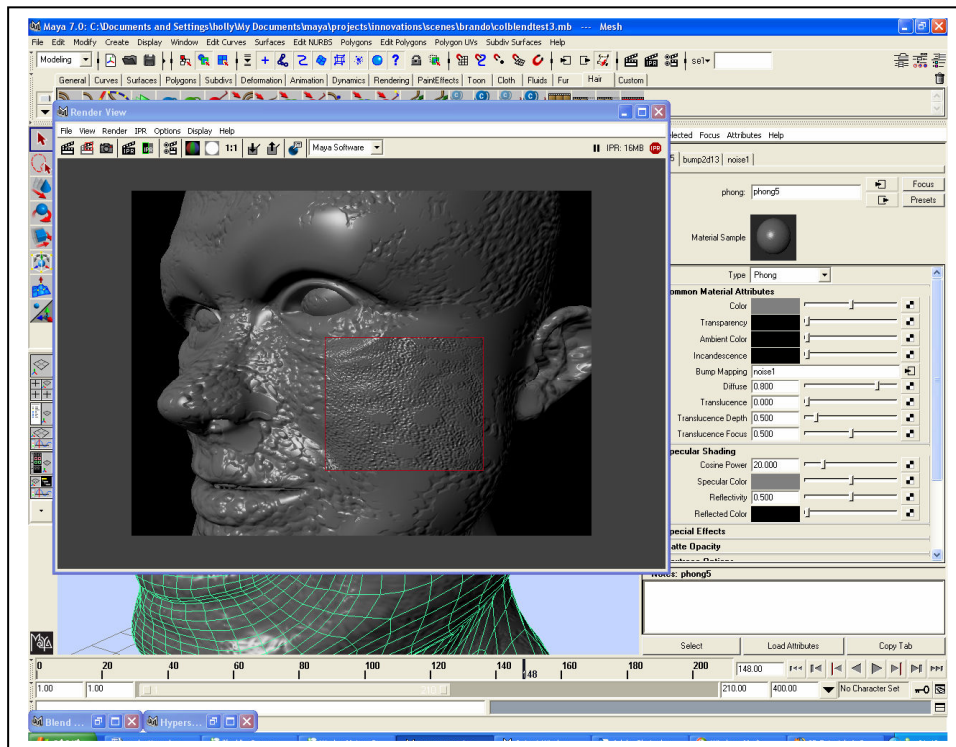 Maya 7.0: C:\Documents and Settings\holly\My Documents\maya\projects\innovations\scenes\brando\colblendtest3.mb --- Mesh
File Edit Modify Create Display Window Edit Curves Surfaces Edit NURBS Polygons Edit Polygons Polygon UVs Subdiv Surfaces Help
Modeling sel
General Curves Surfaces Polygons Subdivs Deformation Animation Dynamics Rendering PaintEffects Toon Cloth Fluids Fur Hair Custom
Render View
File View Render IPR Options Display Help
1:1 Maya Software IPR: 16MB IPR
elected Focus Attributes Help
5 bump2d13 noise1
phong: phong5 Focus
Presets
Material Sample
Type Phong
ommon Material Attributes
Color
Transparency
Ambient Color
Incandescence
Bump Mapping noise1
Diffuse 0.800
Translucence 0.000
Translucence Depth 0.500
Translucence Focus 0.500
pecular Shading
Cosine Power 20.000
Specular Color
Reflectivity 0.500
Reflected Color
pecial Effects
atte Opacity
Notes: phong5
Select Load Attributes Copy Tab
0 20 40 60 80 100 120 140 148 160 180 200 148.00
1.00 1.00 210.00 400.00 No Character Set
Blend ... Hypers...